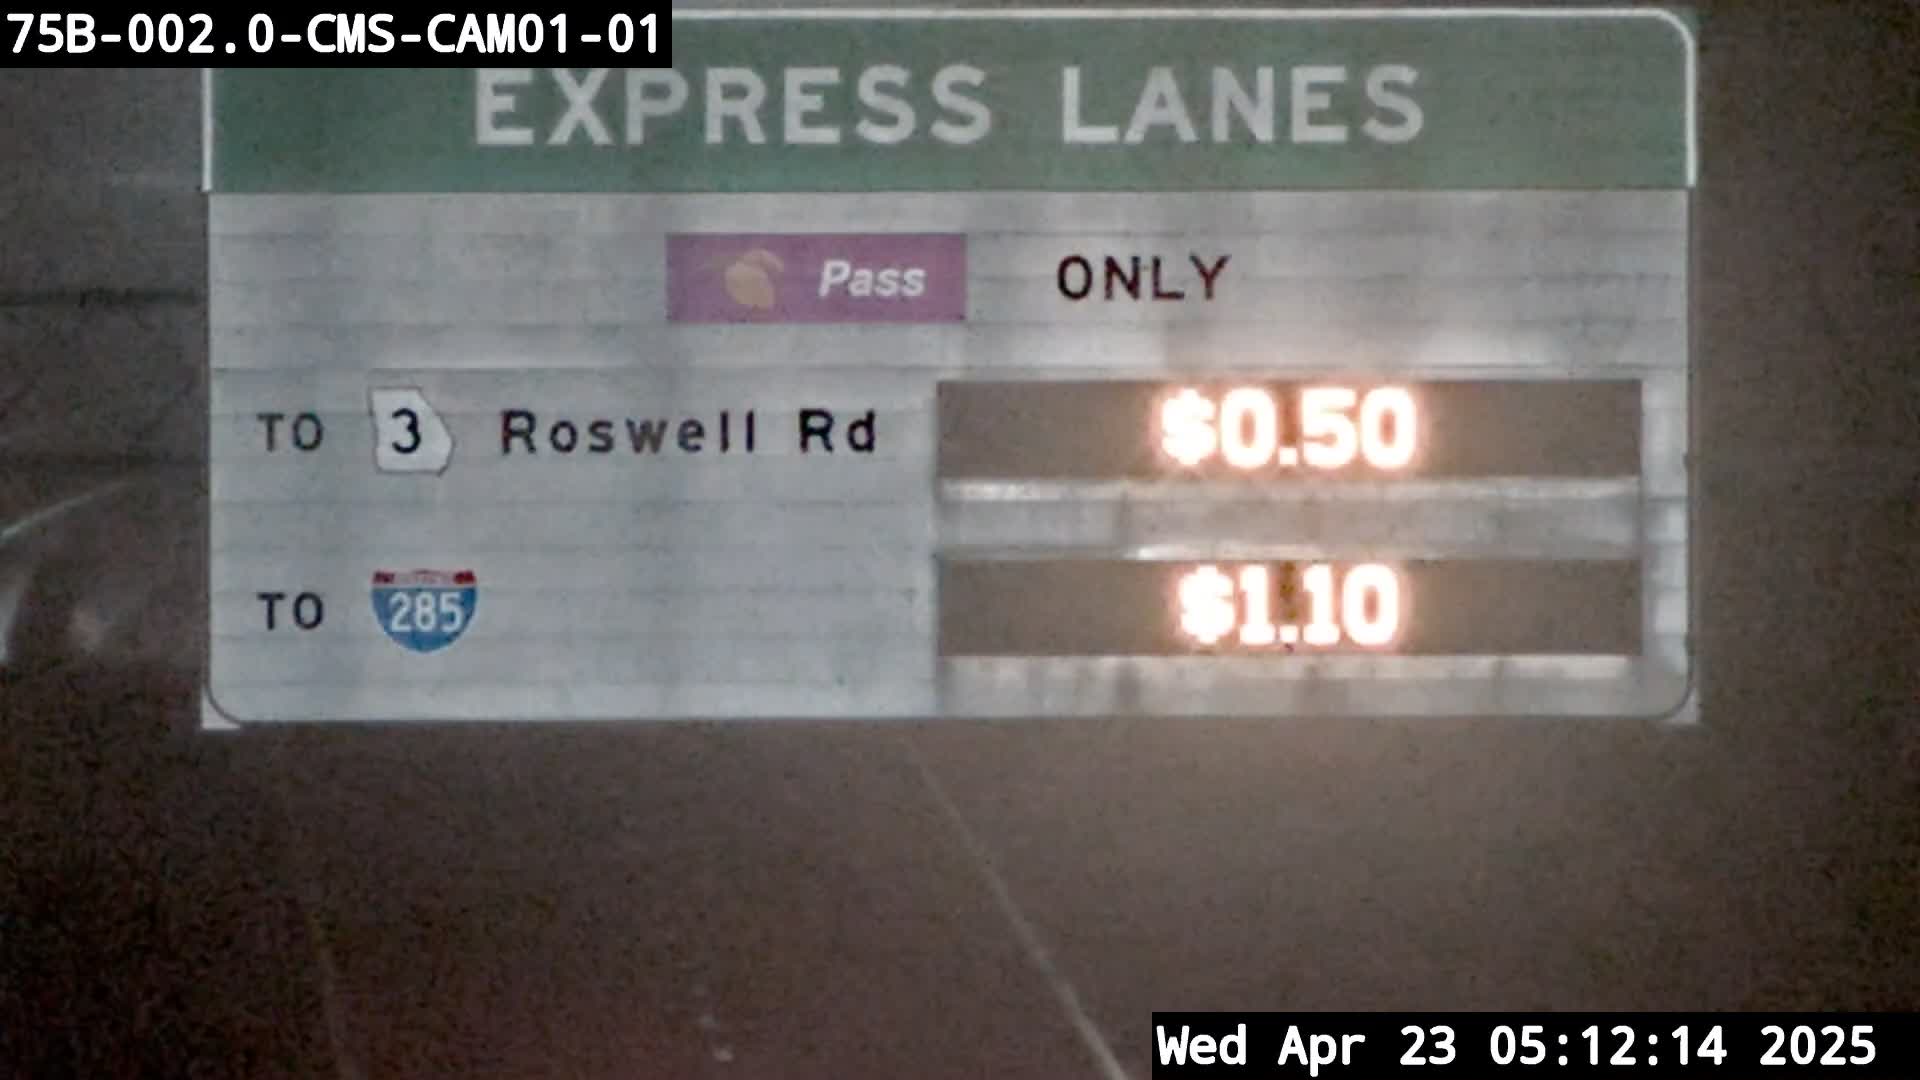 75B-002.0-CMS-CAM01-01
EXPRESS LANES
Pass ONLY
TO 3 Roswell Rd $0.50
TO 285 $1.10
Wed Apr 23 05:12:14 2025